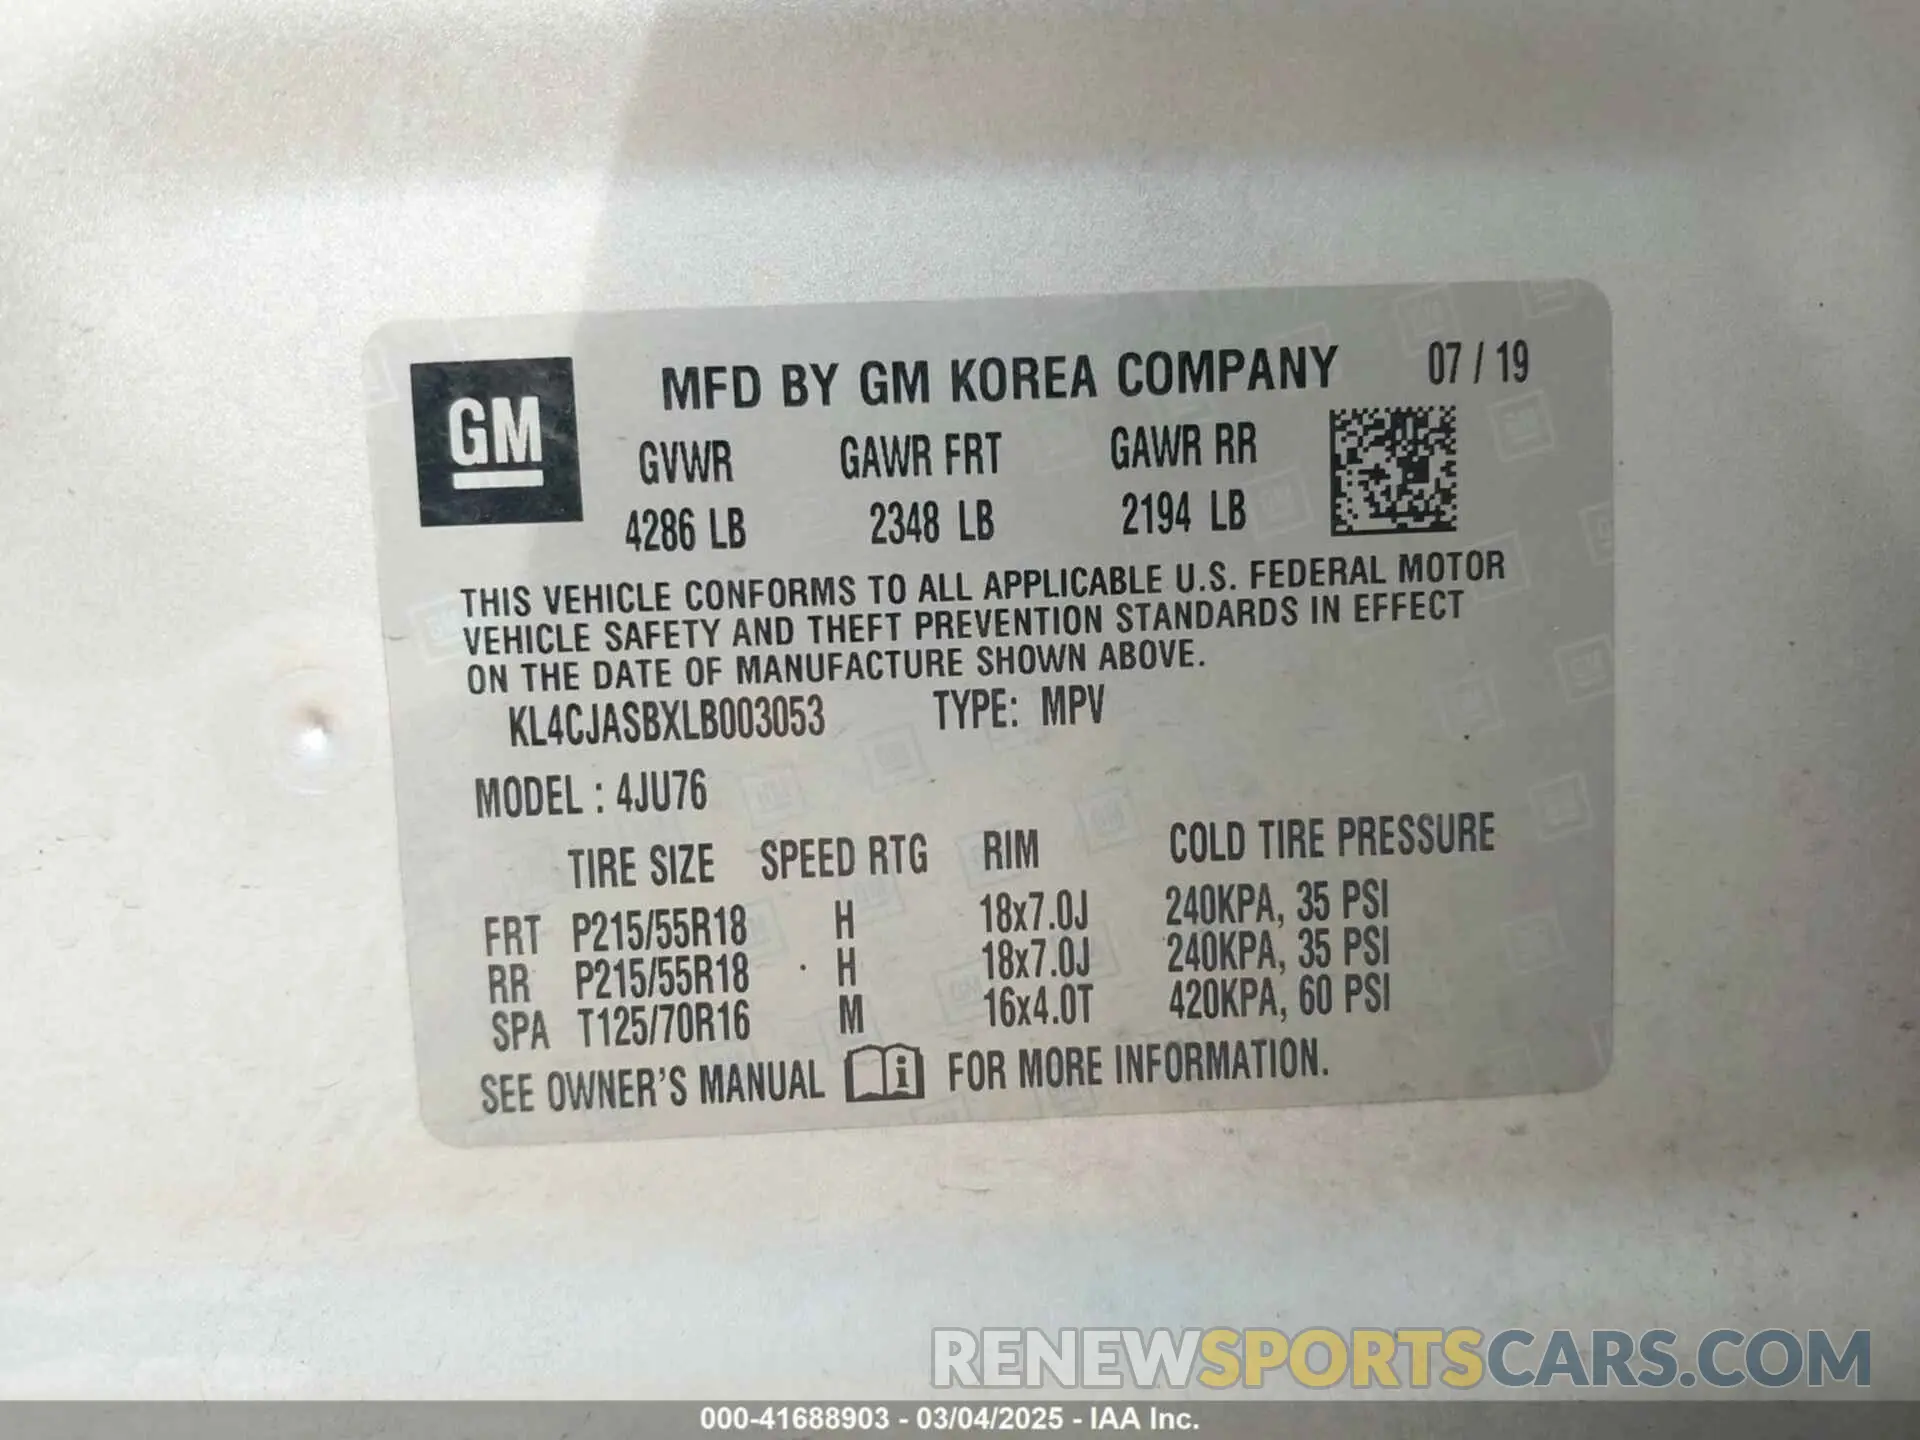 GM
MFD BY GM KOREA COMPANY 07 / 19
GVWR GAWR FRT GAWR RR
4286 LB 2348 LB 2194 LB
THIS VEHICLE CONFORMS TO ALL APPLICABLE U.S. FEDERAL MOTOR
VEHICLE SAFETY AND THEFT PREVENTION STANDARDS IN EFFECT
ON THE DATE OF MANUFACTURE SHOWN ABOVE.
KL4CJASBXLB003053 TYPE: MPV
MODEL : 4JU76
TIRE SIZE SPEED RTG RIM COLD TIRE PRESSURE
FRT P215/55R18 H 18x7.0J 240KPA, 35 PSI
RR P215/55R18 H 18x7.0J 240KPA, 35 PSI
SPA T125/70R16 M 16x4.0T 420KPA, 60 PSI
SEE OWNER'S MANUAL i FOR MORE INFORMATION.
RENEWSPORTSCARS.COM
000-41688903 - 03/04/2025 - IAA Inc.